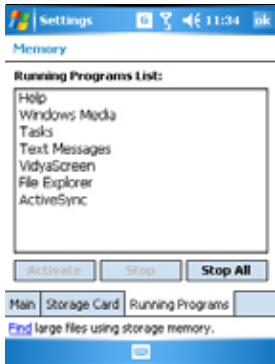 Settings G 11:34 ok
Memory
Running Programs List:
Help
Windows Media
Tasks
Text Messages
VidyaScreen
File Explorer
ActiveSync
Activate Stop Stop All
Main Storage Card Running Programs
Find large files using storage memory.